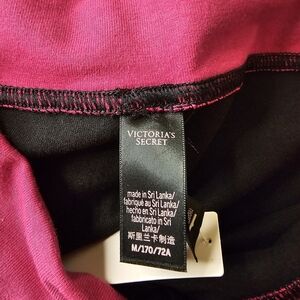 VICTORIA'S
SECRET
made in Sri Lanka/
fabriqué au Sri Lanka/
hecho en Sri Lanka/
fabbricato in Sri
Lanka/
斯里兰卡制造
M/170/72A